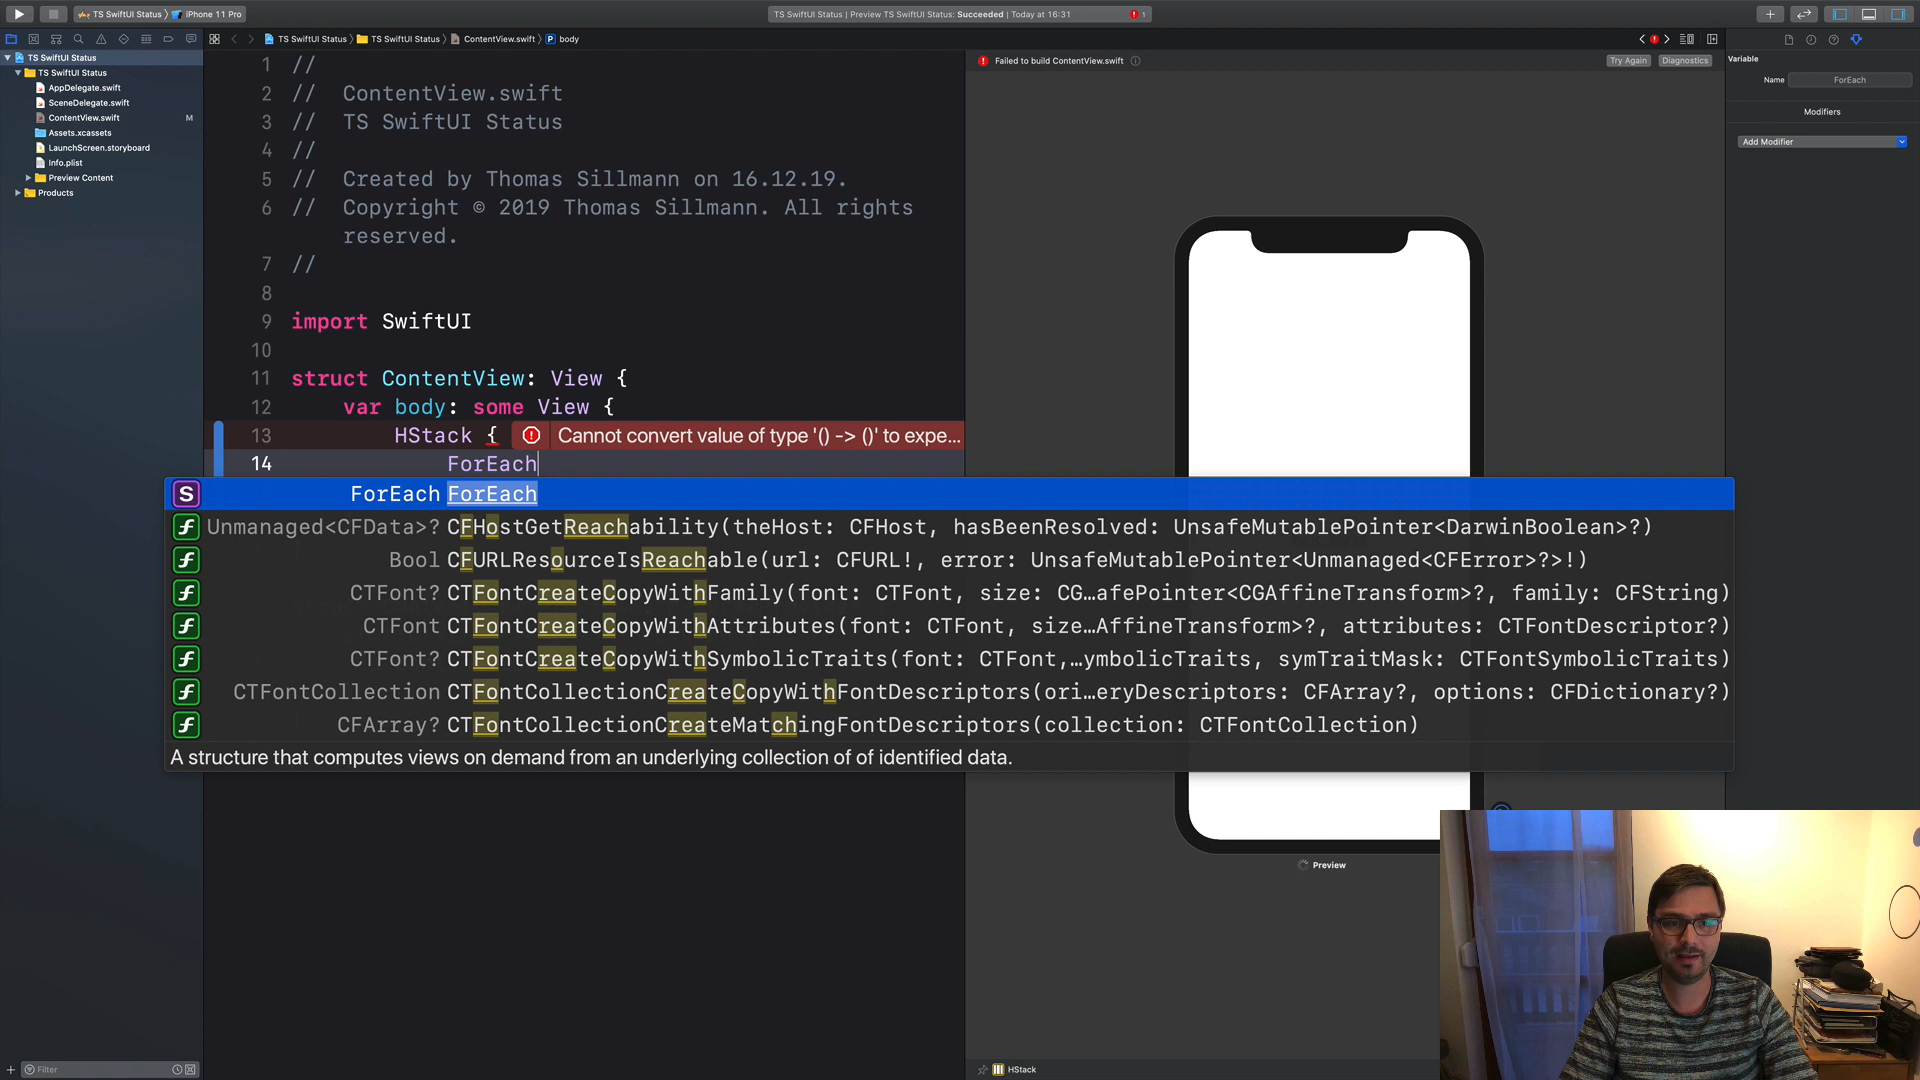 TS SwiftUI Status 〉 iPhone 11 Pro
TS SwiftUI Status | Preview TS SwiftUI Status: Succeeded | Today at 16:31
1
TS SwiftUI Status 〉 TS SwiftUI Status 〉 ContentView.swift 〉 P body
TS SwiftUI Status
TS SwiftUI Status
AppDelegate.swift
SceneDelegate.swift
ContentView.swift M
Assets.xcassets
LaunchScreen.storyboard
Info.plist
Preview Content
Products
1 //
2 // ContentView.swift
3 // TS SwiftUI Status
4 //
5 // Created by Thomas Sillmann on 16.12.19.
6 // Copyright © 2019 Thomas Sillmann. All rights
reserved.
7 //
8
9 import SwiftUI
10
11 struct ContentView: View {
12 var body: some View {
13 HStack { Cannot convert value of type '() -> ()' to expe...
14 ForEach
S ForEach ForEach
f Unmanaged<CFData>? CFHostGetReachability(theHost: CFHost, hasBeenResolved: UnsafeMutablePointer<DarwinBoolean>?)
f Bool CFURLResourceIsReachable(url: CFURL!, error: UnsafeMutablePointer<Unmanaged<CFError>?>!)
f CTFont? CTFontCreateCopyWithFamily(font: CTFont, size: CG…afePointer<CGAffineTransform>?, family: CFString)
f CTFont CTFontCreateCopyWithAttributes(font: CTFont, size…AffineTransform>?, attributes: CTFontDescriptor?)
f CTFont? CTFontCreateCopyWithSymbolicTraits(font: CTFont,…ymbolicTraits, symTraitMask: CTFontSymbolicTraits)
f CTFontCollection CTFontCollectionCreateCopyWithFontDescriptors(ori…eryDescriptors: CFArray?, options: CFDictionary?)
f CFArray? CTFontCollectionCreateMatchingFontDescriptors(collection: CTFontCollection)
A structure that computes views on demand from an underlying collection of of identified data.
Failed to build ContentView.swift
Try Again Diagnostics
Preview
HStack
Variable
Name ForEach
Modifiers
Add Modifier
Filter